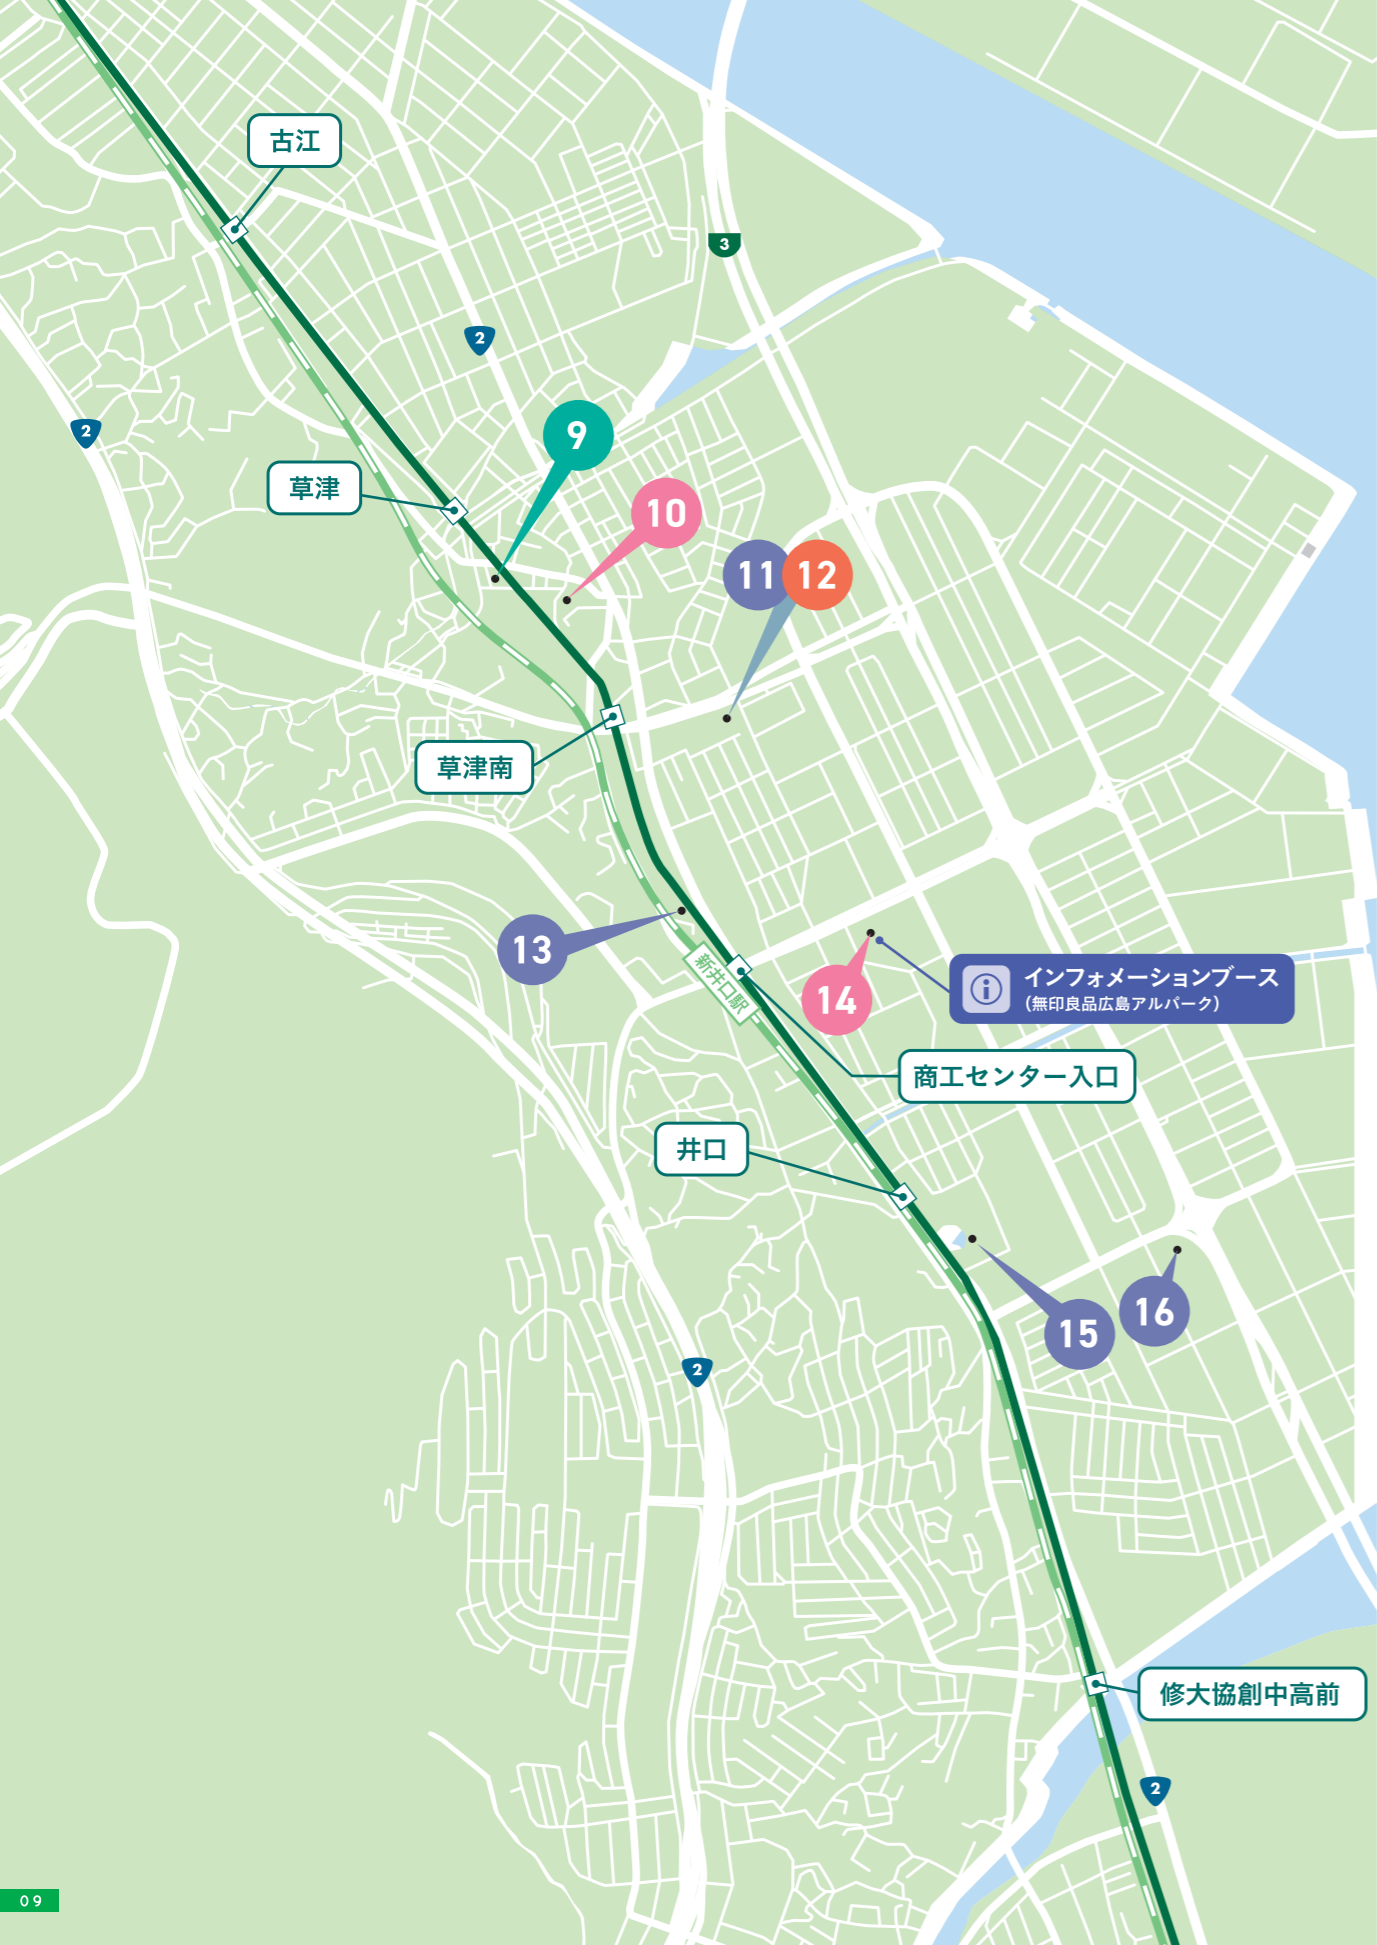 古江
3
2
2
9
草津
10
11
12
草津南
13
新井口駅
14
インフォメーションブース
（無印良品広島アルパーク）
商工センター入口
井口
15
16
2
修大協創中高前
2
09